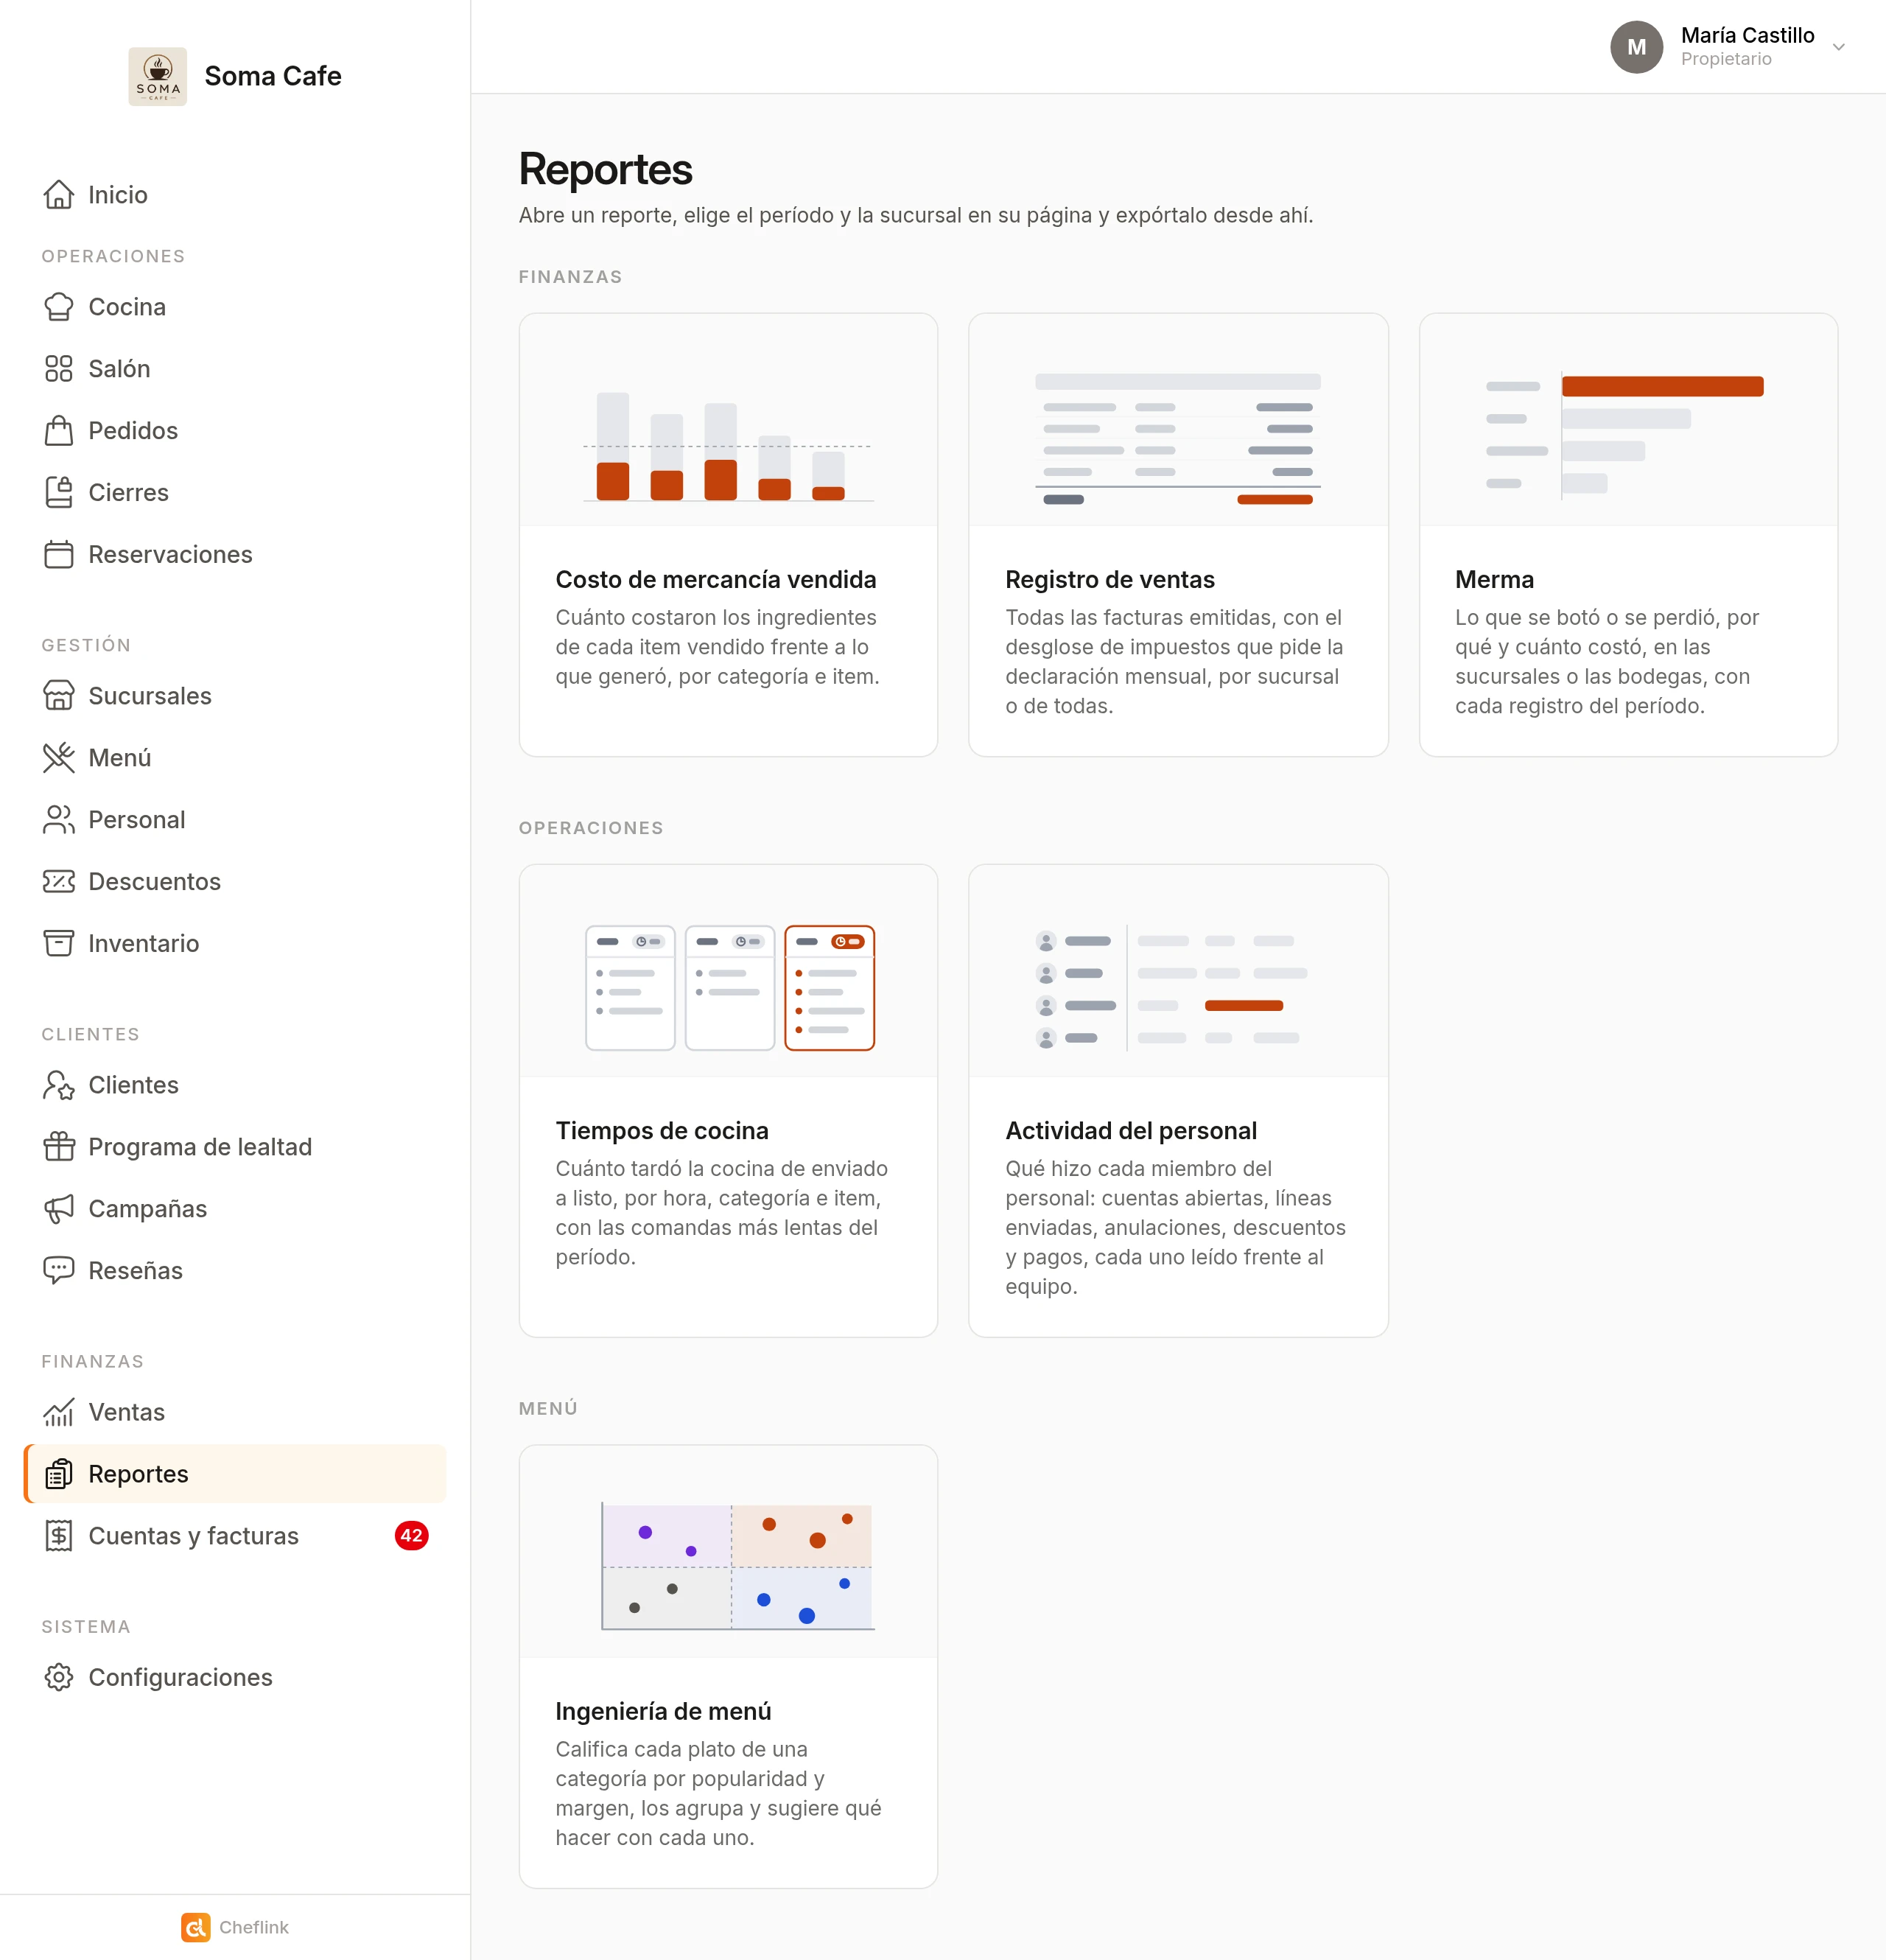 SOMA
CAFE
Soma Cafe
Inicio
OPERACIONES
Cocina
Salón
Pedidos
Cierres
Reservaciones
GESTIÓN
Sucursales
Menú
Personal
Descuentos
Inventario
CLIENTES
Clientes
Programa de lealtad
Campañas
Reseñas
FINANZAS
Ventas
Reportes
Cuentas y facturas
42
SISTEMA
Configuraciones
Cheflink
M
María Castillo
Propietario
Reportes
Abre un reporte, elige el período y la sucursal en su página y expórtalo desde ahí.
FINANZAS
Costo de mercancía vendida
Cuánto costaron los ingredientes
de cada item vendido frente a lo
que generó, por categoría e item.
Registro de ventas
Todas las facturas emitidas, con el
desglose de impuestos que pide la
declaración mensual, por sucursal
o de todas.
Merma
Lo que se botó o se perdió, por
qué y cuánto costó, en las
sucursales o las bodegas, con
cada registro del período.
OPERACIONES
Tiempos de cocina
Cuánto tardó la cocina de enviado
a listo, por hora, categoría e item,
con las comandas más lentas del
período.
Actividad del personal
Qué hizo cada miembro del
personal: cuentas abiertas, líneas
enviadas, anulaciones, descuentos
y pagos, cada uno leído frente al
equipo.
MENÚ
Ingeniería de menú
Califica cada plato de una
categoría por popularidad y
margen, los agrupa y sugiere qué
hacer con cada uno.